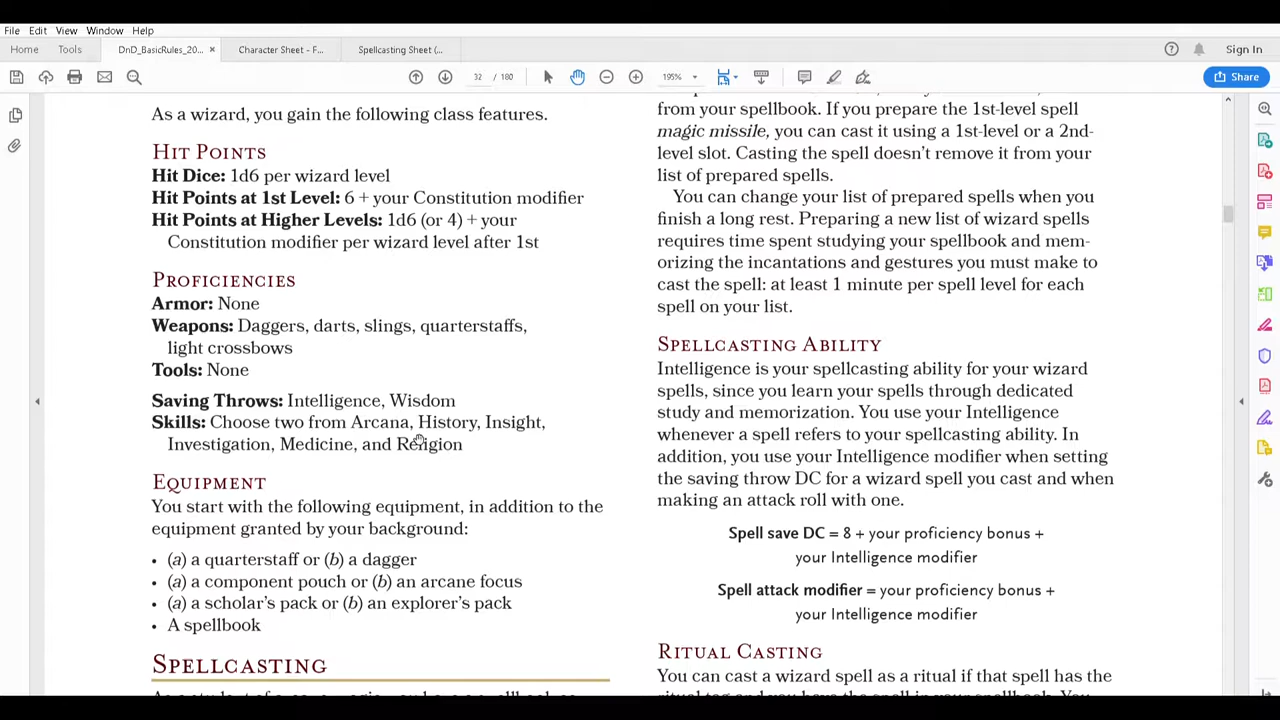 File Edit View Window Help
Home Tools DnD_BasicRules_20... × Character Sheet - F... Spellcasting Sheet (... Sign In
32 / 180 195% Share
As a wizard, you gain the following class features.
Hit Points
Hit Dice: 1d6 per wizard level
Hit Points at 1st Level: 6 + your Constitution modifier
Hit Points at Higher Levels: 1d6 (or 4) + your
Constitution modifier per wizard level after 1st
Proficiencies
Armor: None
Weapons: Daggers, darts, slings, quarterstaffs,
light crossbows
Tools: None
Saving Throws: Intelligence, Wisdom
Skills: Choose two from Arcana, History, Insight,
Investigation, Medicine, and Religion
Equipment
You start with the following equipment, in addition to the
equipment granted by your background:
• (a) a quarterstaff or (b) a dagger
• (a) a component pouch or (b) an arcane focus
• (a) a scholar's pack or (b) an explorer's pack
• A spellbook
Spellcasting
from your spellbook. If you prepare the 1st-level spell
magic missile, you can cast it using a 1st-level or a 2nd-
level slot. Casting the spell doesn't remove it from your
list of prepared spells.
You can change your list of prepared spells when you
finish a long rest. Preparing a new list of wizard spells
requires time spent studying your spellbook and mem-
orizing the incantations and gestures you must make to
cast the spell: at least 1 minute per spell level for each
spell on your list.
Spellcasting Ability
Intelligence is your spellcasting ability for your wizard
spells, since you learn your spells through dedicated
study and memorization. You use your Intelligence
whenever a spell refers to your spellcasting ability. In
addition, you use your Intelligence modifier when setting
the saving throw DC for a wizard spell you cast and when
making an attack roll with one.
Spell save DC = 8 + your proficiency bonus +
your Intelligence modifier
Spell attack modifier = your proficiency bonus +
your Intelligence modifier
Ritual Casting
You can cast a wizard spell as a ritual if that spell has the
ritual tag and you have the spell in your spellbook. You